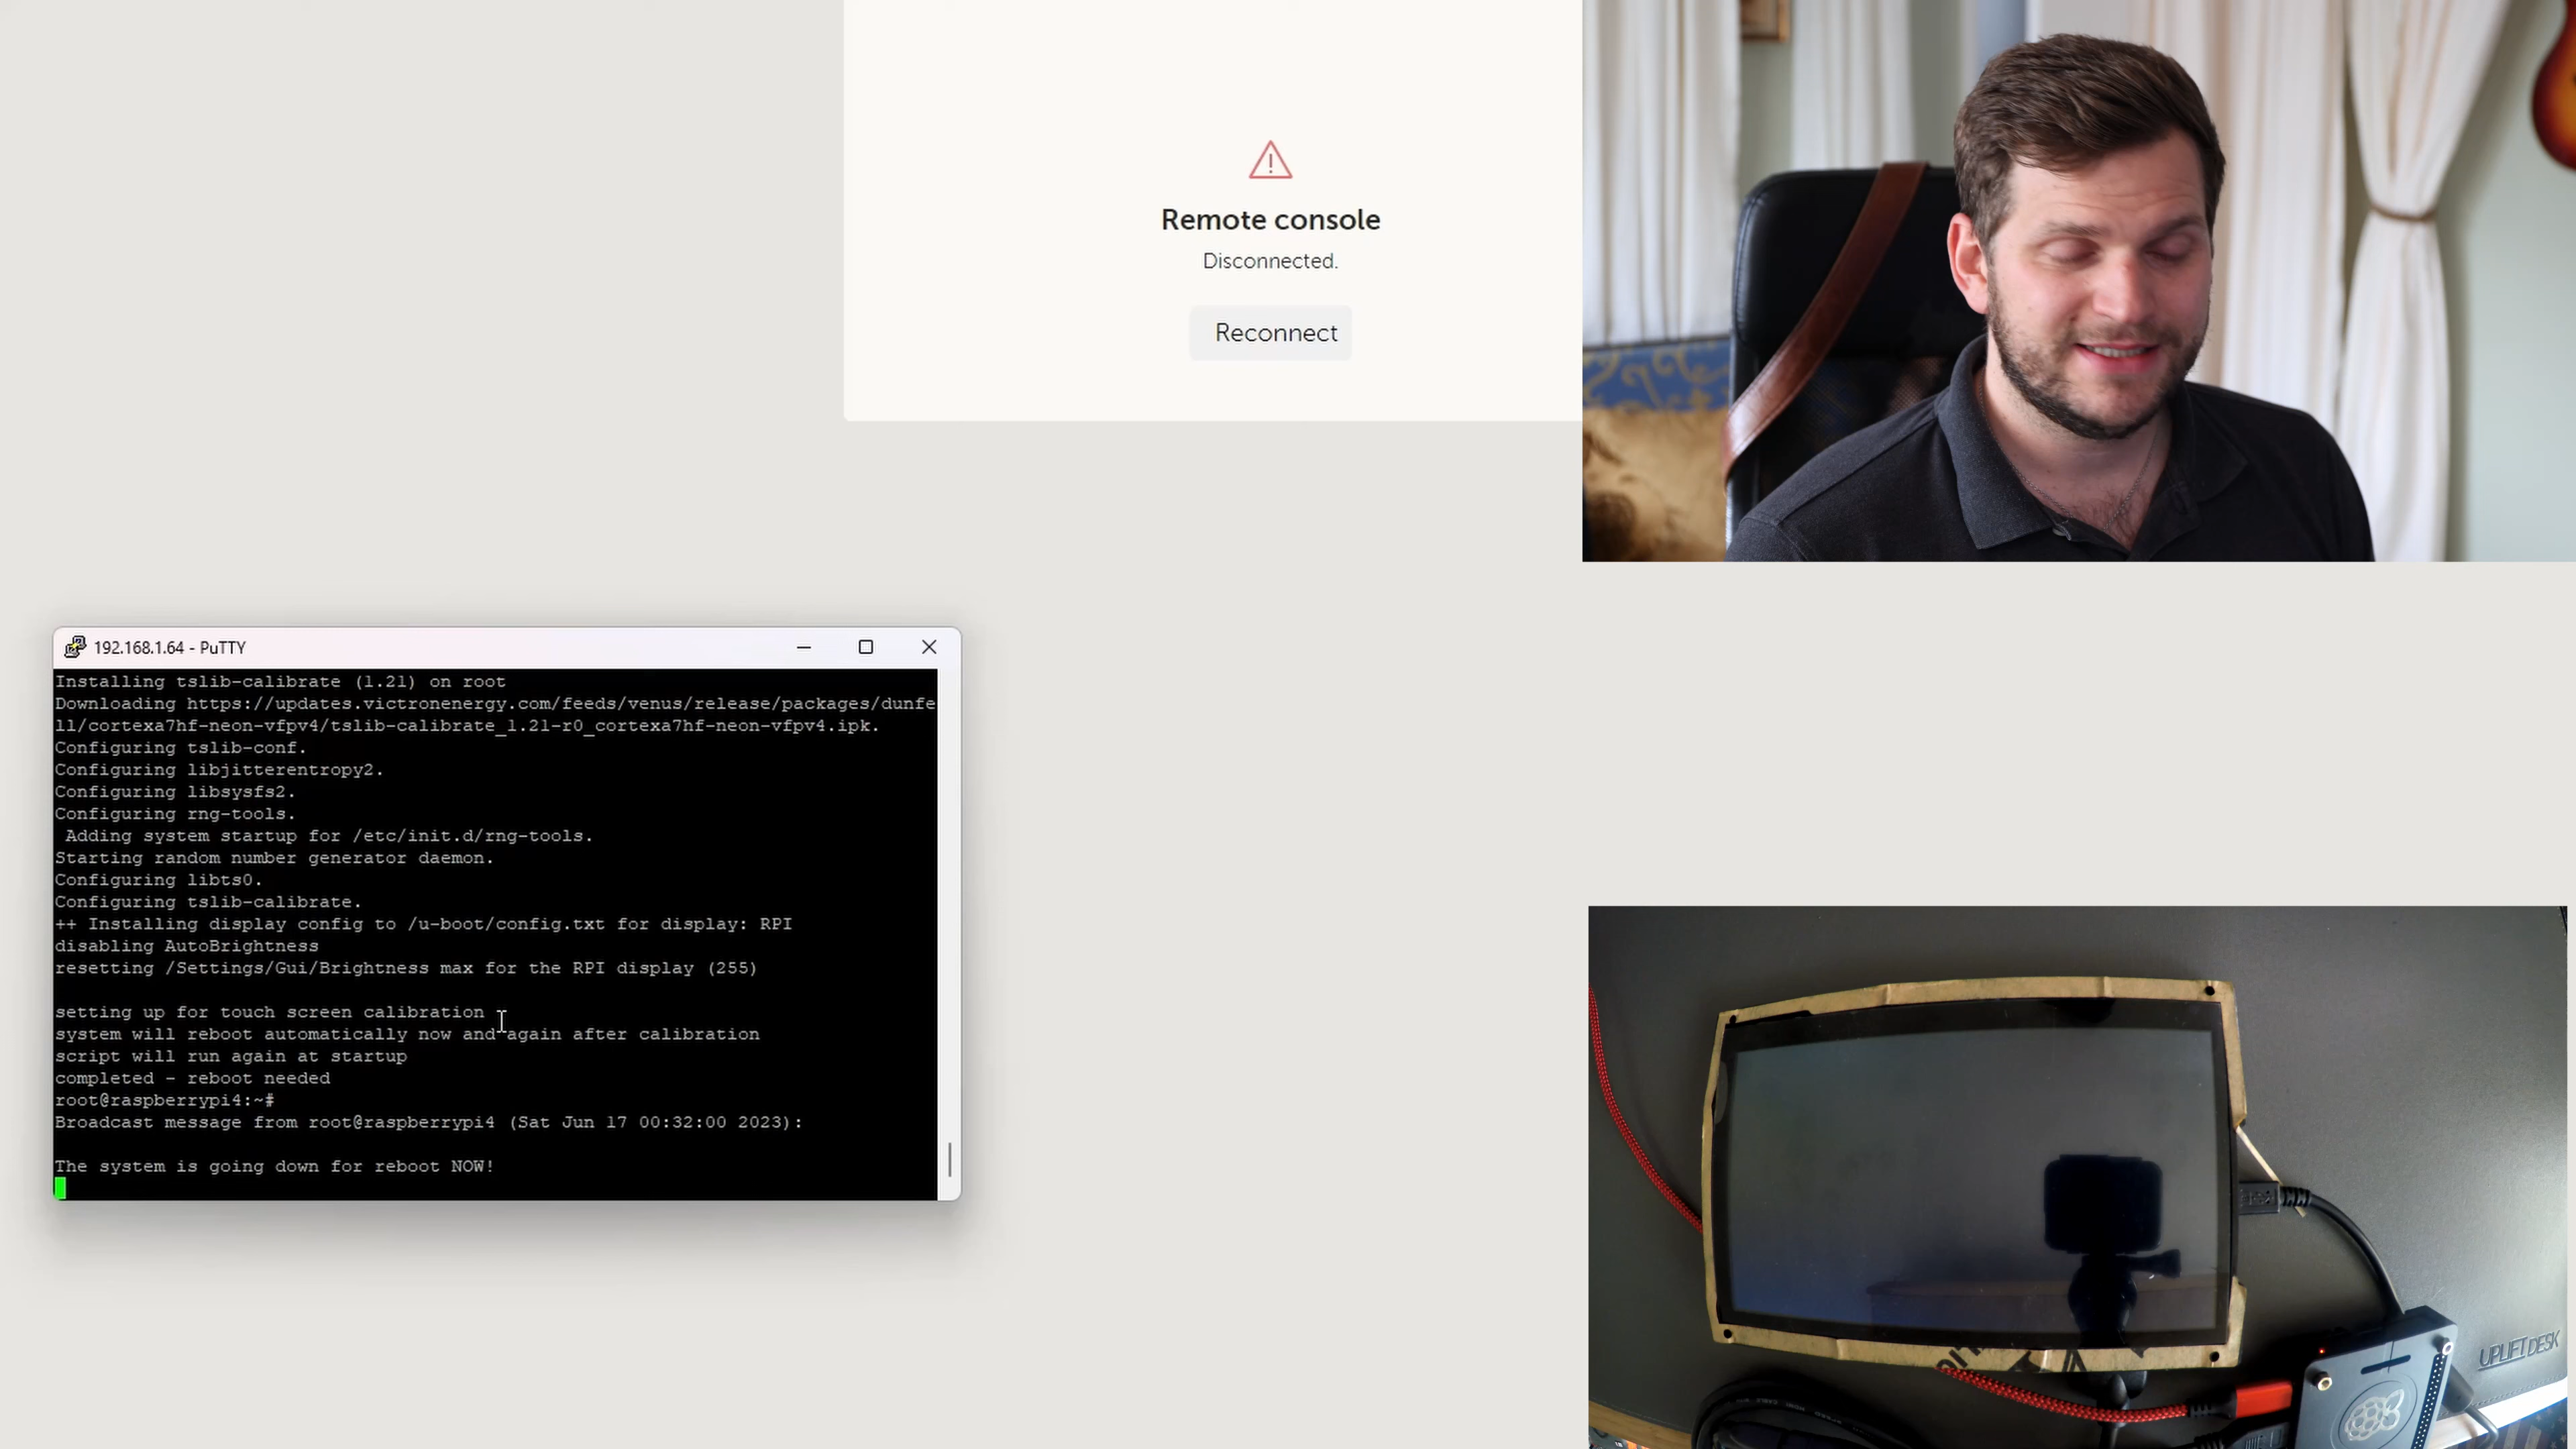 Remote console
Disconnected.
Reconnect
192.168.1.64 - PuTTY
Installing tslib-calibrate (1.21) on root
Downloading https://updates.victronenergy.com/feeds/venus/release/packages/dunfe
ll/cortexa7hf-neon-vfpv4/tslib-calibrate_1.21-r0_cortexa7hf-neon-vfpv4.ipk.
Configuring tslib-conf.
Configuring libjitterentropy2.
Configuring libsysfs2.
Configuring rng-tools.
Adding system startup for /etc/init.d/rng-tools.
Starting random number generator daemon.
Configuring libts0.
Configuring tslib-calibrate.
++ Installing display config to /u-boot/config.txt for display: RPI
disabling AutoBrightness
resetting /Settings/Gui/Brightness max for the RPI display (255)
setting up for touch screen calibration
system will reboot automatically now and again after calibration
script will run again at startup
completed - reboot needed
root@raspberrypi4:~#
Broadcast message from root@raspberrypi4 (Sat Jun 17 00:32:00 2023):
The system is going down for reboot NOW!
UPLIFT DESK